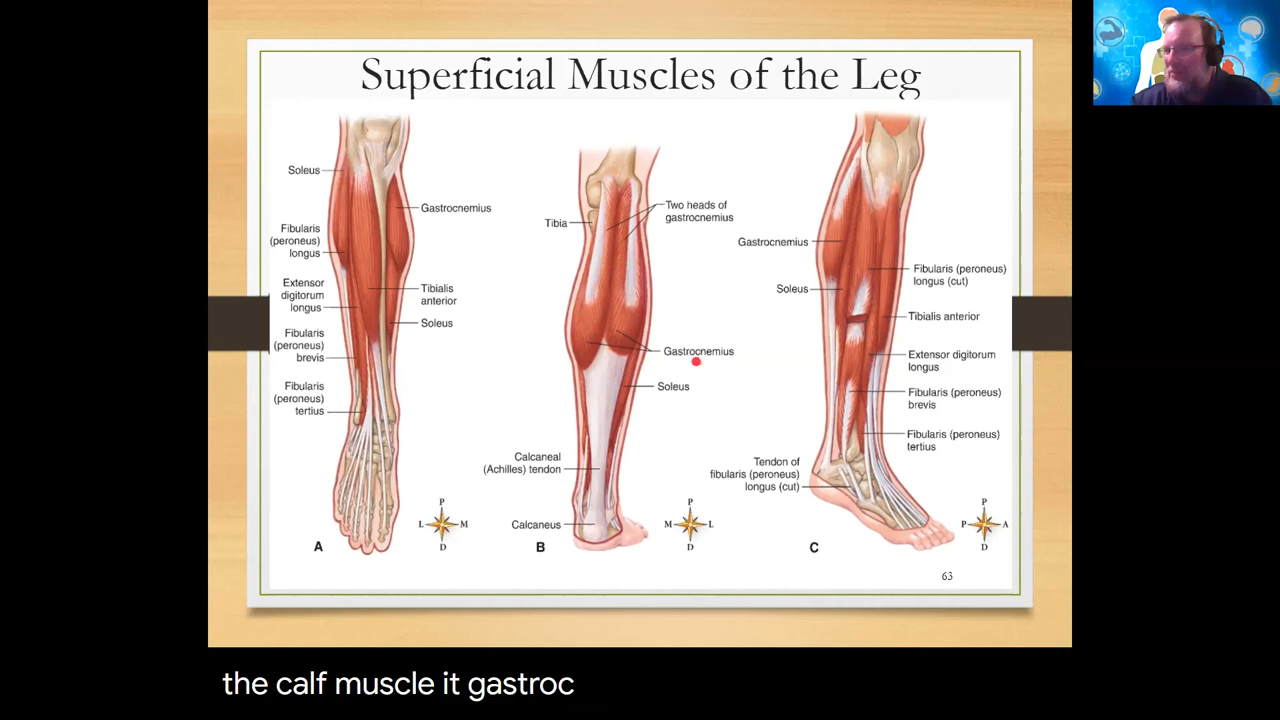 Superficial Muscles of the Leg
Soleus
Gastrocnemius
Fibularis
(peroneus)
longus
Extensor
digitorum
longus
Tibialis
anterior
Soleus
Fibularis
(peroneus)
brevis
Fibularis
(peroneus)
tertius
P
L
M
D
A
Two heads of
gastrocnemius
Tibia
Gastrocnemius
Soleus
Calcaneal
(Achilles) tendon
Calcaneus
P
M
L
D
B
Gastrocnemius
Fibularis (peroneus)
longus (cut)
Soleus
Tibialis anterior
Extensor digitorum
longus
Fibularis (peroneus)
brevis
Fibularis (peroneus)
tertius
Tendon of
fibularis (peroneus)
longus (cut)
P
P
A
D
C
63
the calf muscle it gastroc